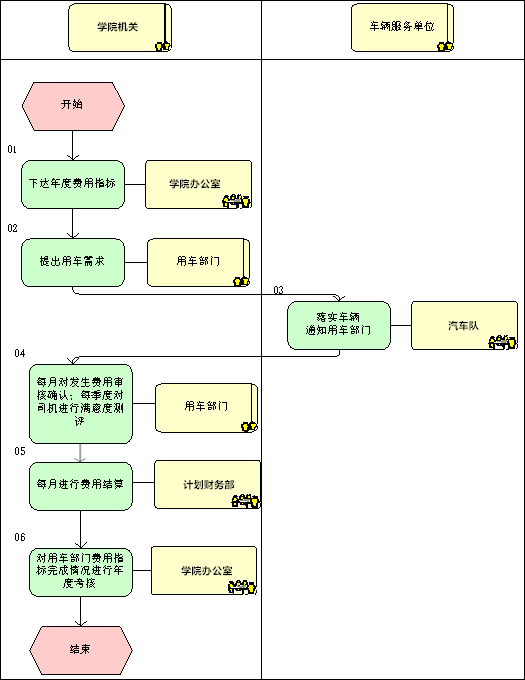 学院机关
车辆服务单位
开始
01
下达年度费用指标
学院办公室
02
提出用车需求
用车部门
03
落实车辆
通知用车部门
汽车队
04
每月对发生费用审
核确认；每季度对
司机进行满意度测
评
用车部门
05
每月进行费用结算
计划财务部
06
对用车部门费用指
标完成情况进行年
度考核
学院办公室
结束